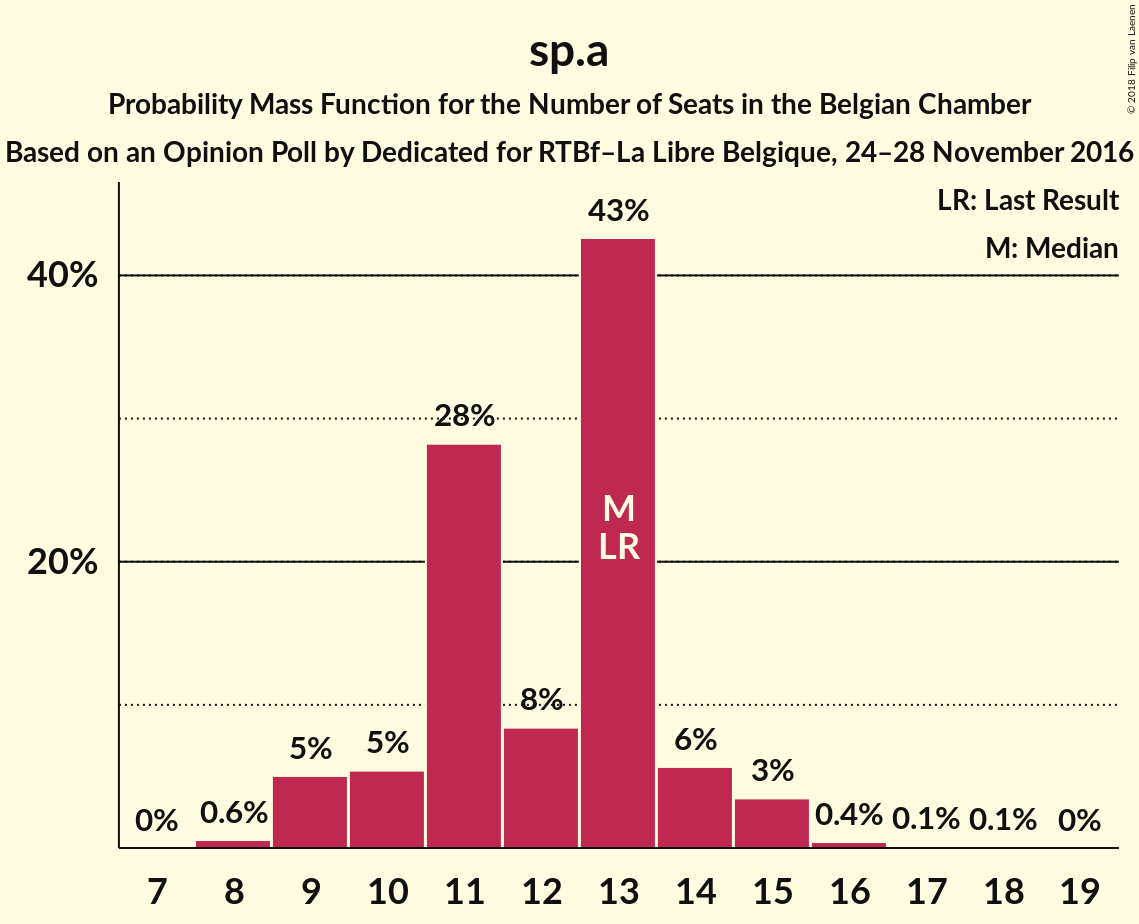 sp.a
Probability Mass Function for the Number of Seats in the Belgian Chamber
Based on an Opinion Poll by Dedicated for RTBf–La Libre Belgique, 24–28 November 2016
© 2018 Filip van Laenen
LR: Last Result
M: Median
40%
20%
0%
0.6%
5%
5%
28%
8%
43%
6%
3%
0.4%
0.1%
0.1%
0%
M
LR
7 8 9 10 11 12 13 14 15 16 17 18 19